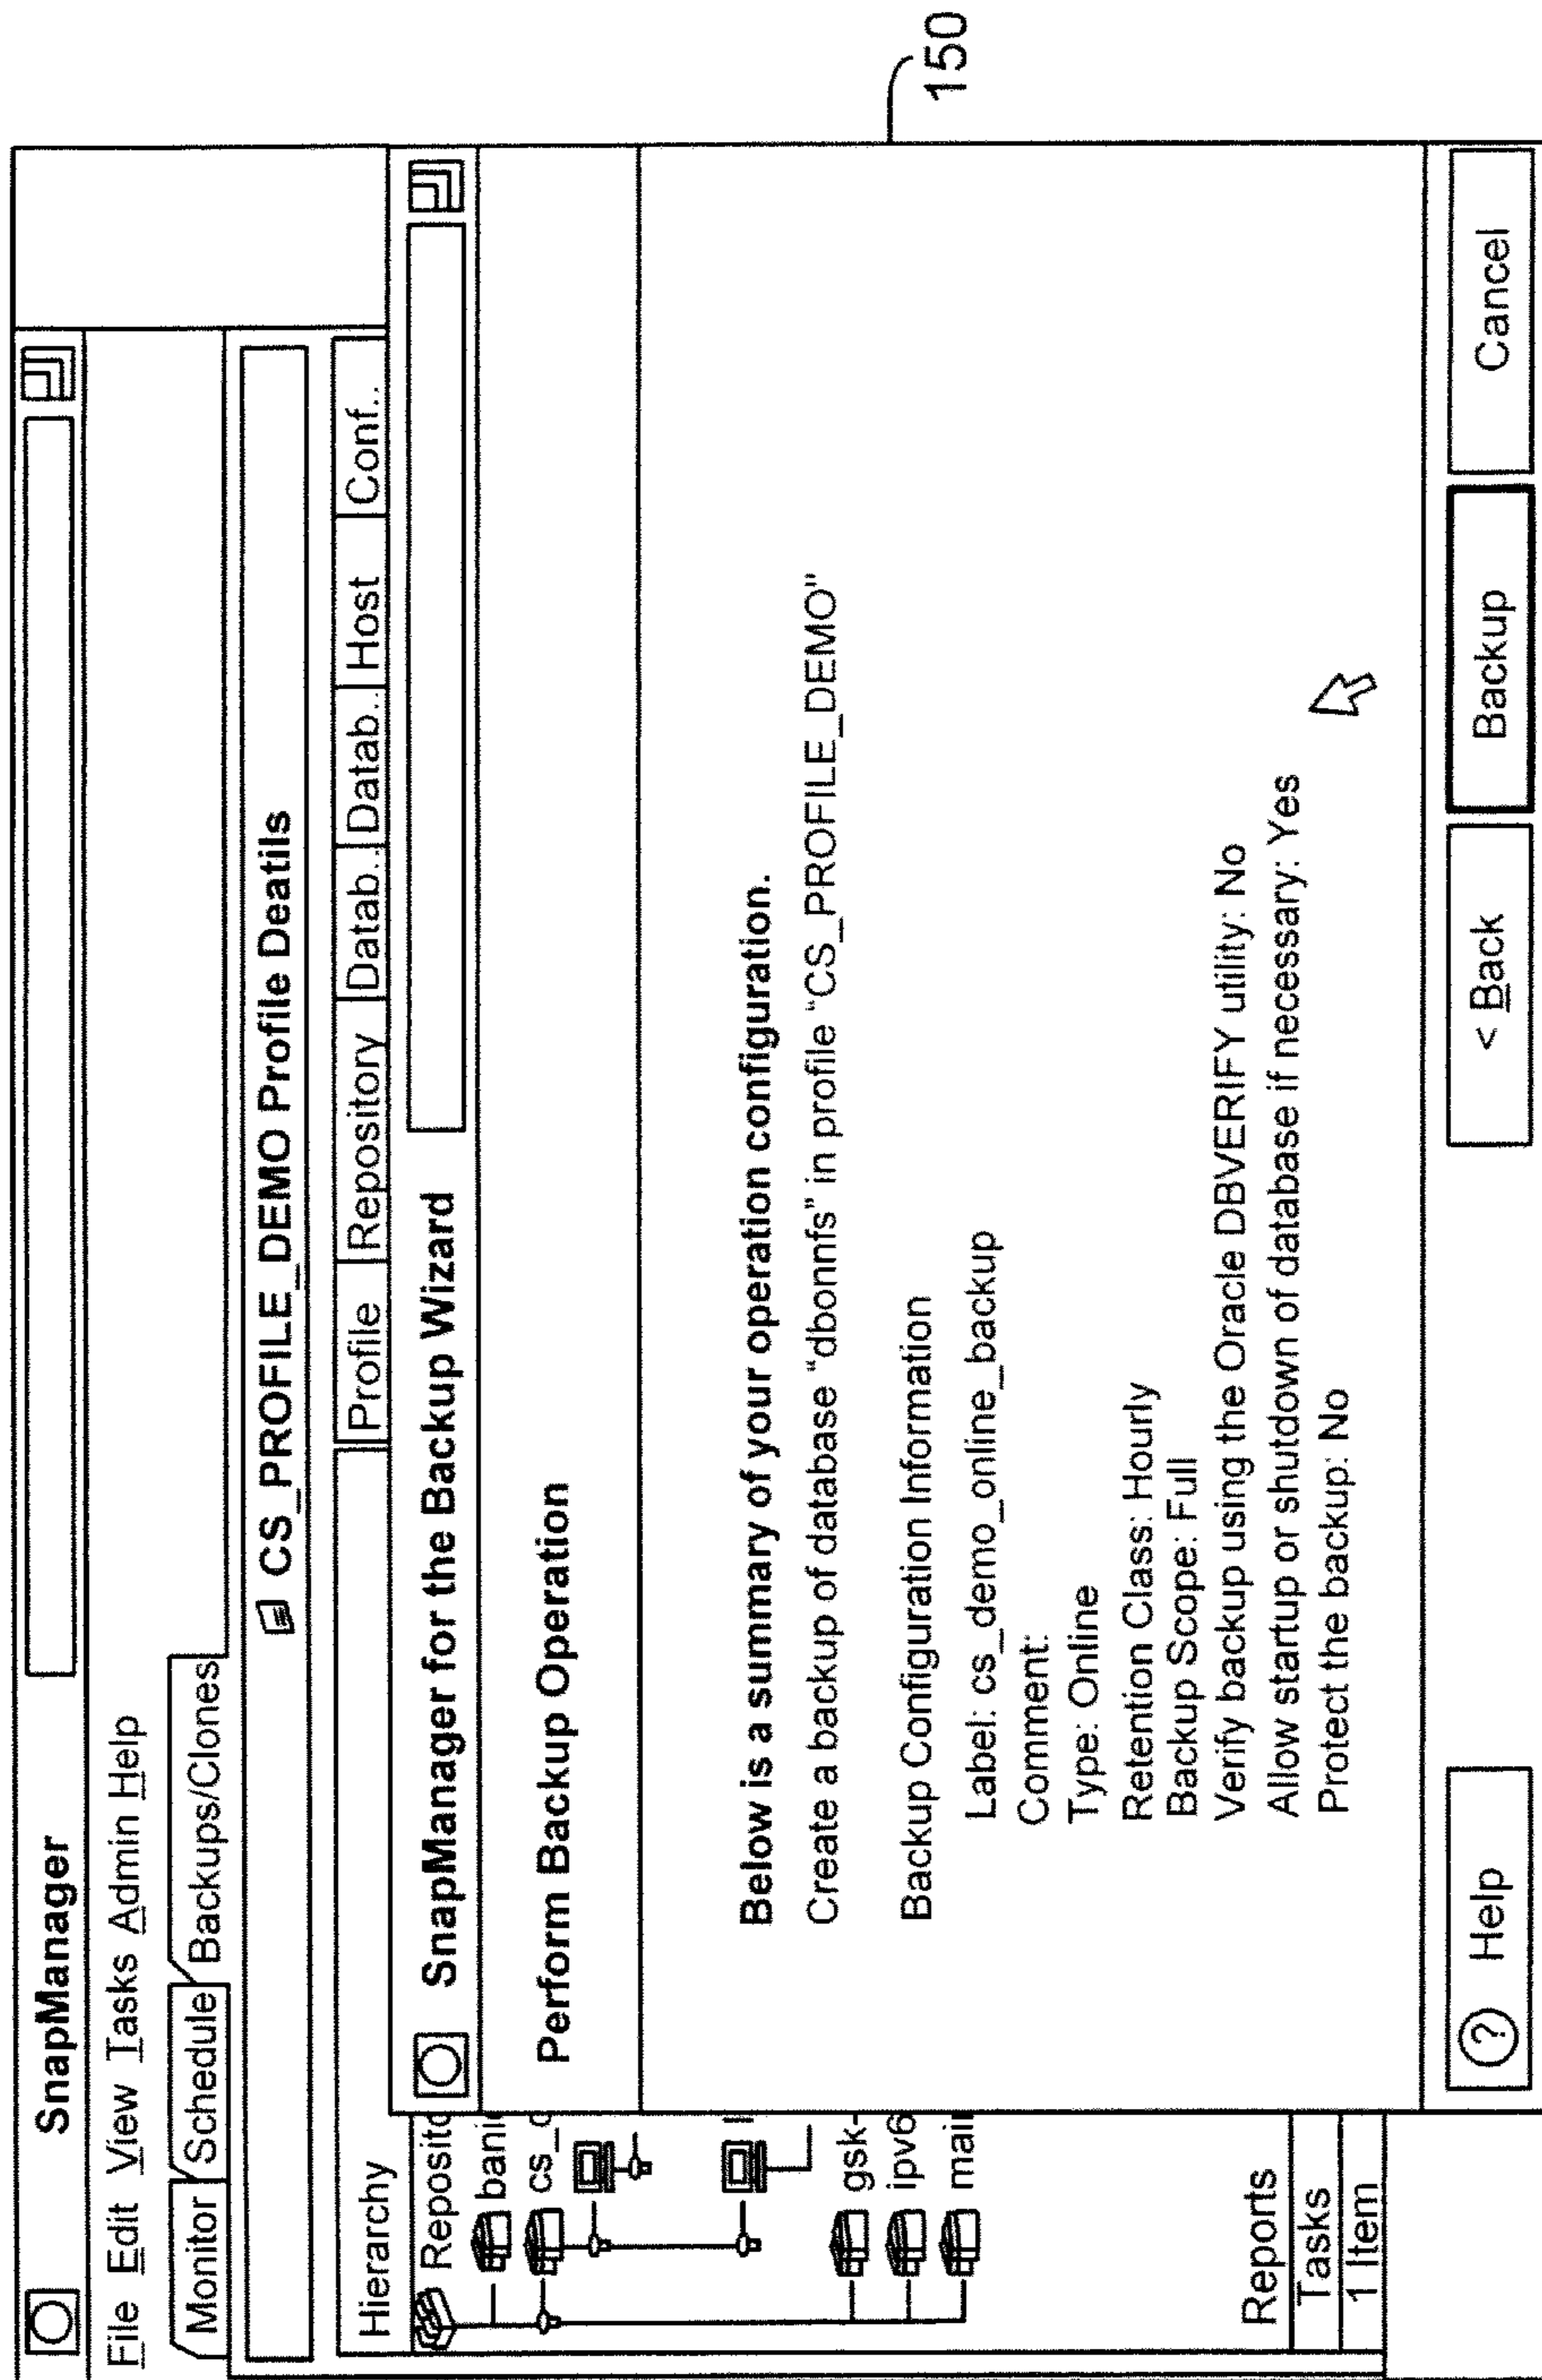 SnapManager
File Edit View Tasks Admin Help
Monitor Schedule Backups/Clones
CS_PROFILE_DEMO Profile Deatils
Hierarchy
Profile Repository Datab.. Datab.. Host Conf..
Reposito
bani
cs_
gsk-
ipv6
mai
Reports
Tasks
1 Item
SnapManager for the Backup Wizard
Perform Backup Operation
Below is a summary of your operation configuration.
Create a backup of database “dbonnfs” in profile “CS_PROFILE_DEMO"
Backup Configuration Information
Label: cs_demo_online_backup
Comment:
Type: Online
Retention Class: Hourly
Backup Scope: Full
Verify backup using the Oracle DBVERIFY utility: No
Allow startup or shutdown of database if necessary: Yes
Protect the backup: No
? Help
< Back
Backup
Cancel
150